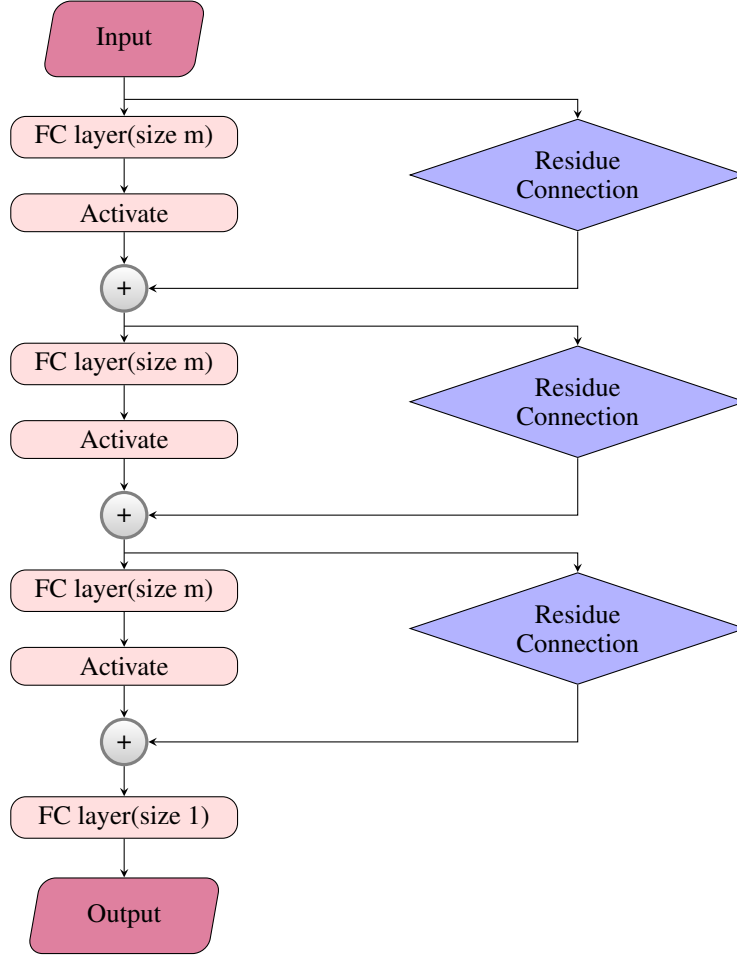 Input
FC layer(size m)
Residue
Connection
Activate
+
FC layer(size m)
Residue
Connection
Activate
+
FC layer(size m)
Residue
Connection
Activate
+
FC layer(size 1)
Output